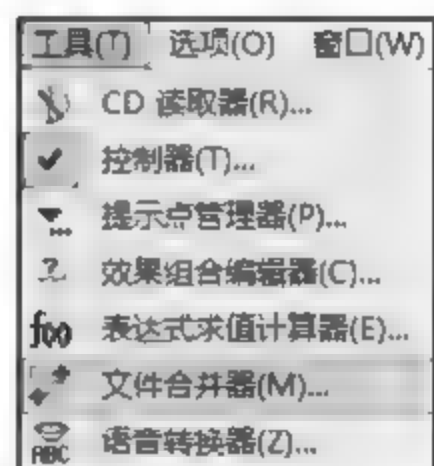 工具(T) 选项(O) 窗口(W)
CD 读取器(R)...
控制器(T)...
提示点管理器(P)...
效果组合编辑器(C)...
foo 表达式求值计算器(E)...
文件合并器(M)...
ABC 语音转换器(Z)...